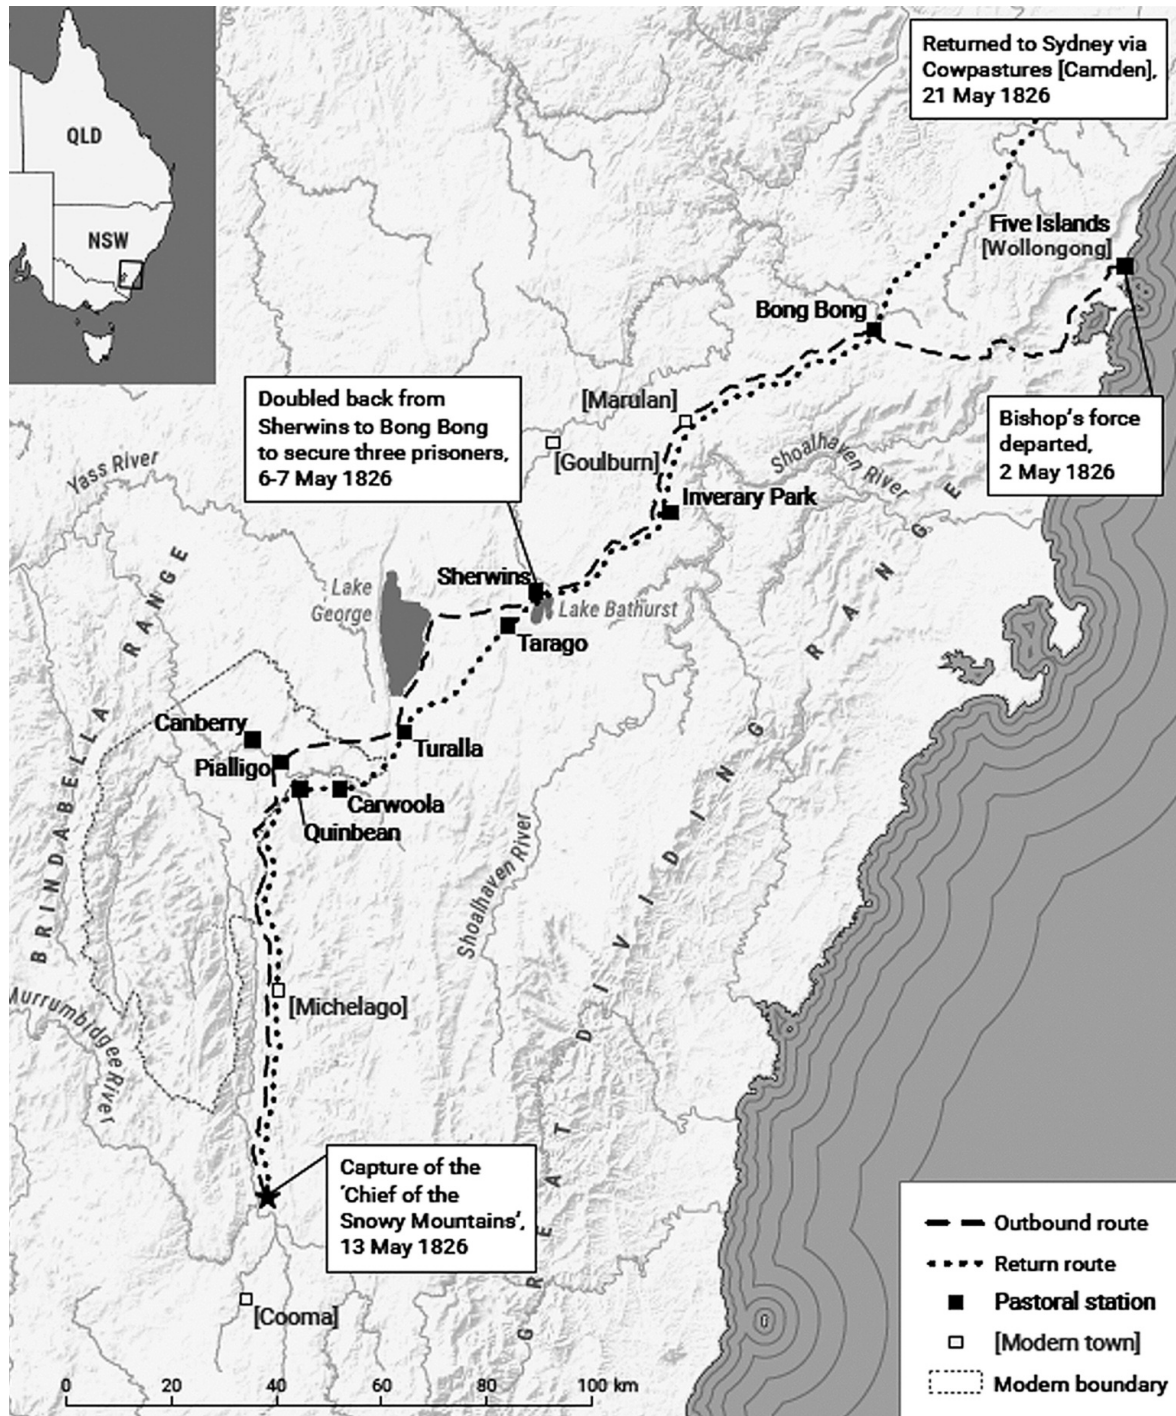 QLD
NSW
Returned to Sydney via
Cowpastures [Camden],
21 May 1826
Five Islands
[Wollongong]
Bong Bong
Bishop's force
departed,
2 May 1826
Doubled back from
Sherwins to Bong Bong
to secure three prisoners,
6-7 May 1826
[Marulan]
[Goulburn]
Shoalhaven River
Yass River
Inverary Park
Sherwins
Lake
George
Lake Bathurst
Tarago
Canberry
Turalla
Pialligo
Carwoola
Quinbean
BRINDABELLA RANGE
Shoalhaven River
GREAT DIVIDING RANGE
[Michelago]
Murrumbidgee River
Capture of the
'Chief of the
Snowy Mountains',
13 May 1826
[Cooma]
Outbound route
Return route
Pastoral station
[Modern town]
Modern boundary
0 20 40 60 80 100 km